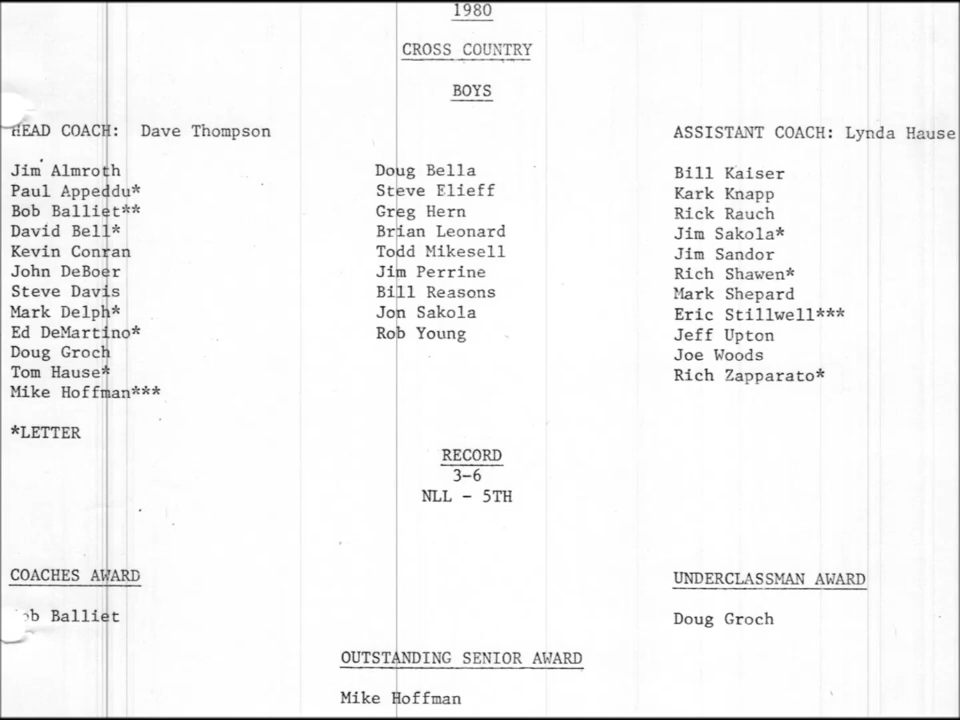 1980
CROSS COUNTRY
BOYS
HEAD COACH: Dave Thompson
ASSISTANT COACH: Lynda Hause
Jim Almroth
Paul Appeddu*
Bob Balliet**
David Bell*
Kevin Conran
John DeBoer
Steve Davis
Mark Delph*
Ed DeMartino*
Doug Groch
Tom Hause*
Mike Hoffman***
Doug Bella
Steve Elieff
Greg Hern
Brian Leonard
Todd Mikesell
Jim Perrine
Bill Reasons
Jon Sakola
Rob Young
Bill Kaiser
Kark Knapp
Rick Rauch
Jim Sakola*
Jim Sandor
Rich Shawen*
Mark Shepard
Eric Stillwell***
Jeff Upton
Joe Woods
Rich Zapparato*
*LETTER
RECORD
3-6
NLL - 5TH
COACHES AWARD
Bob Balliet
UNDERCLASSMAN AWARD
Doug Groch
OUTSTANDING SENIOR AWARD
Mike Hoffman